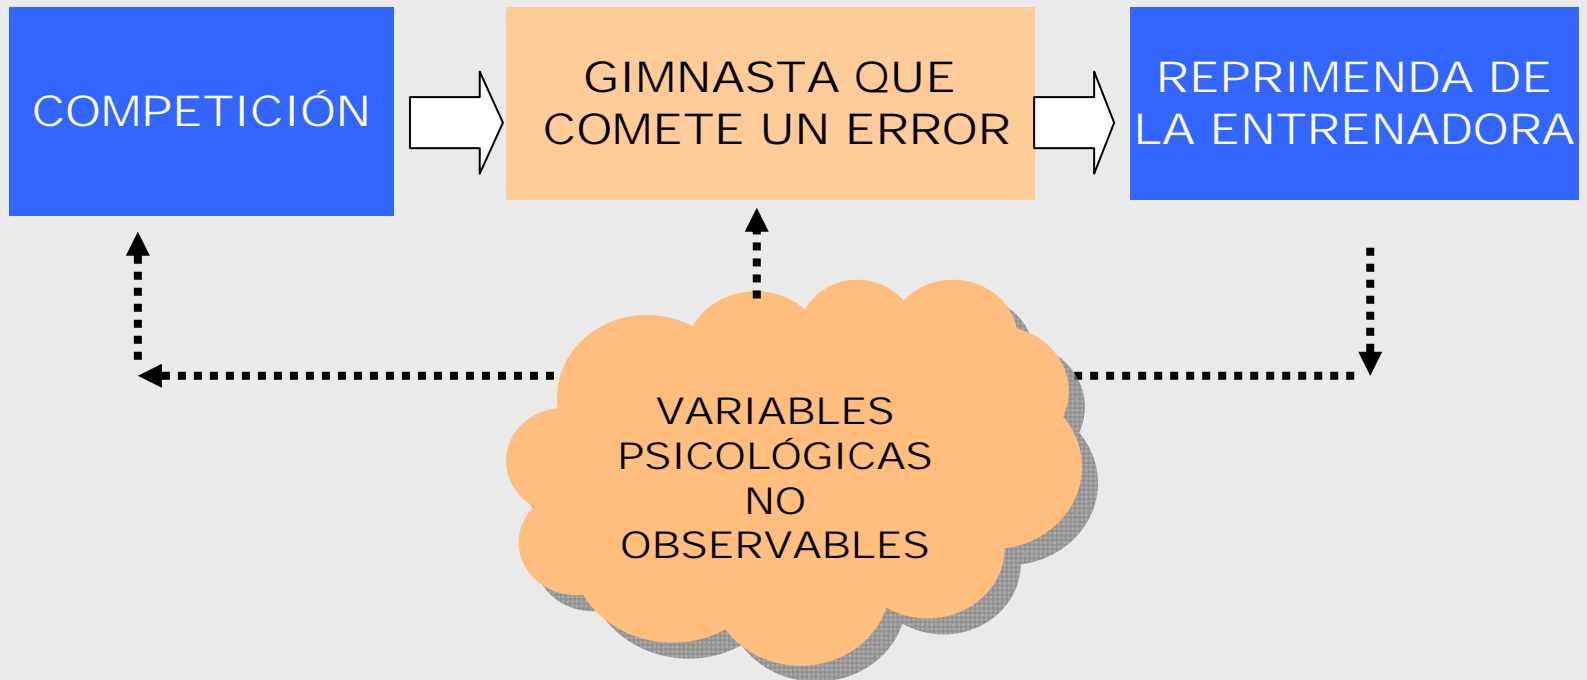 COMPETICIÓN
GIMNASTA QUE
COMETE UN ERROR
REPRIMENDA DE
LA ENTRENADORA
VARIABLES
PSICOLÓGICAS
NO
OBSERVABLES